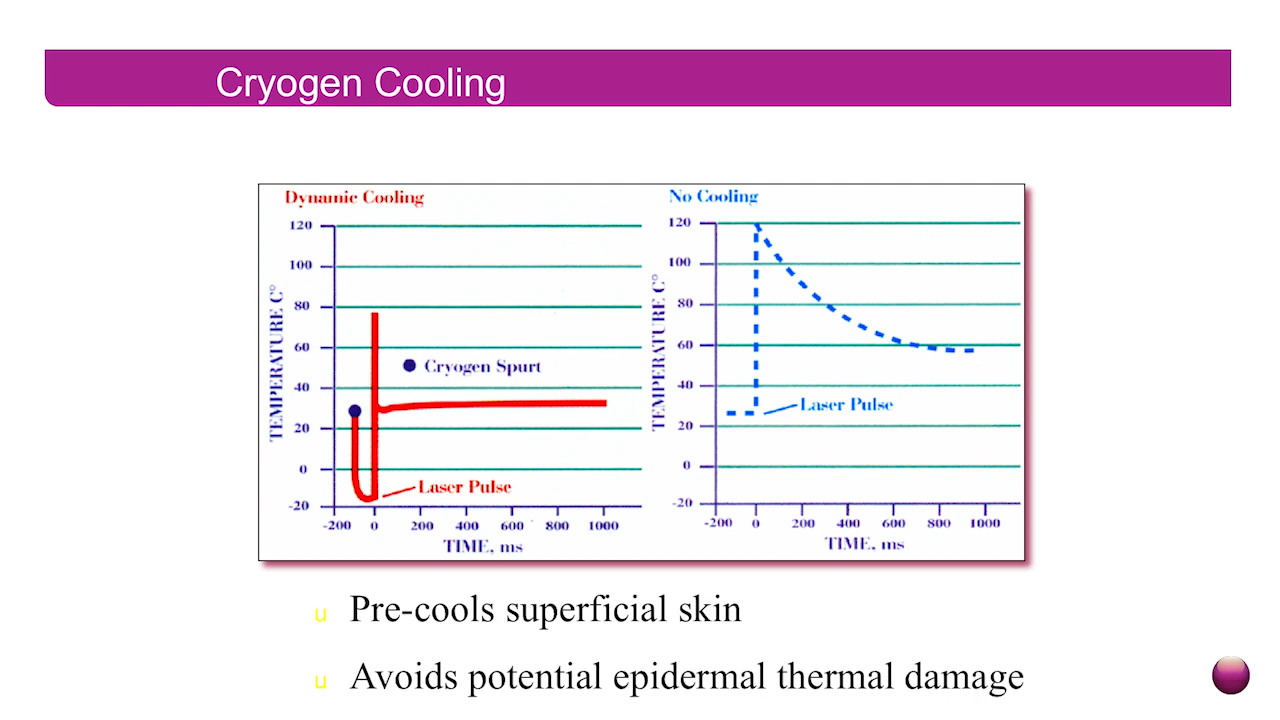 Cryogen Cooling
Dynamic Cooling
120
100
80
60
40
20
0
-20
TEMPERATURE C°
Cryogen Spurt
Laser Pulse
-200 0 200 400 600 800 1000
TIME, ms
No Cooling
120
100
80
60
40
20
0
-20
TEMPERATURE C°
Laser Pulse
-200 0 200 400 600 800 1000
TIME, ms
u Pre-cools superficial skin
u Avoids potential epidermal thermal damage